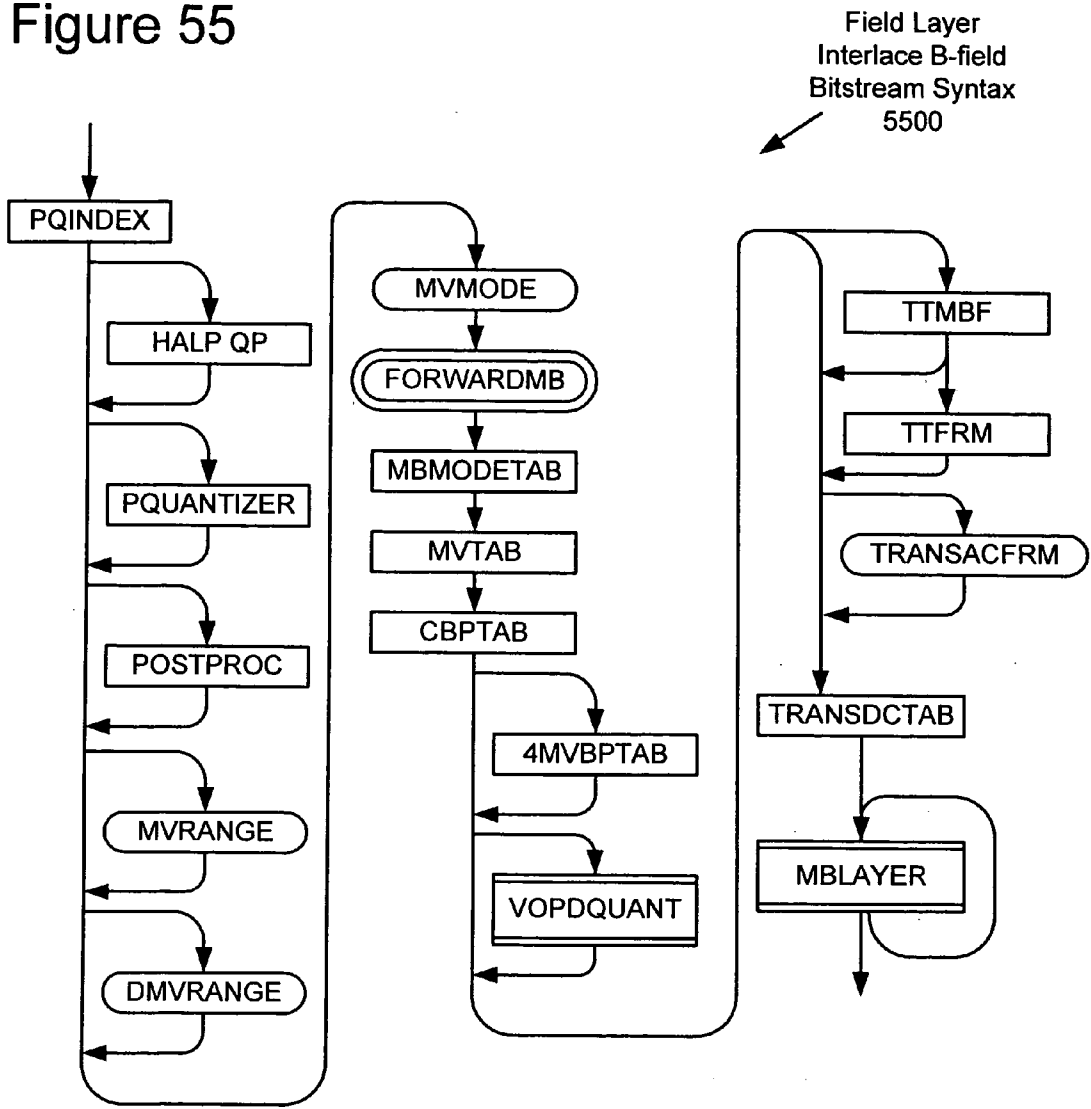 Figure 55
Field Layer
Interlace B-field
Bitstream Syntax
5500
PQINDEX
HALP QP
PQUANTIZER
POSTPROC
MVRANGE
DMVRANGE
MVMODE
FORWARDMB
MBMODETAB
MVTAB
CBPTAB
4MVBPTAB
VOPDQUANT
TTMBF
TTFRM
TRANSACFRM
TRANSDCTAB
MBLAYER